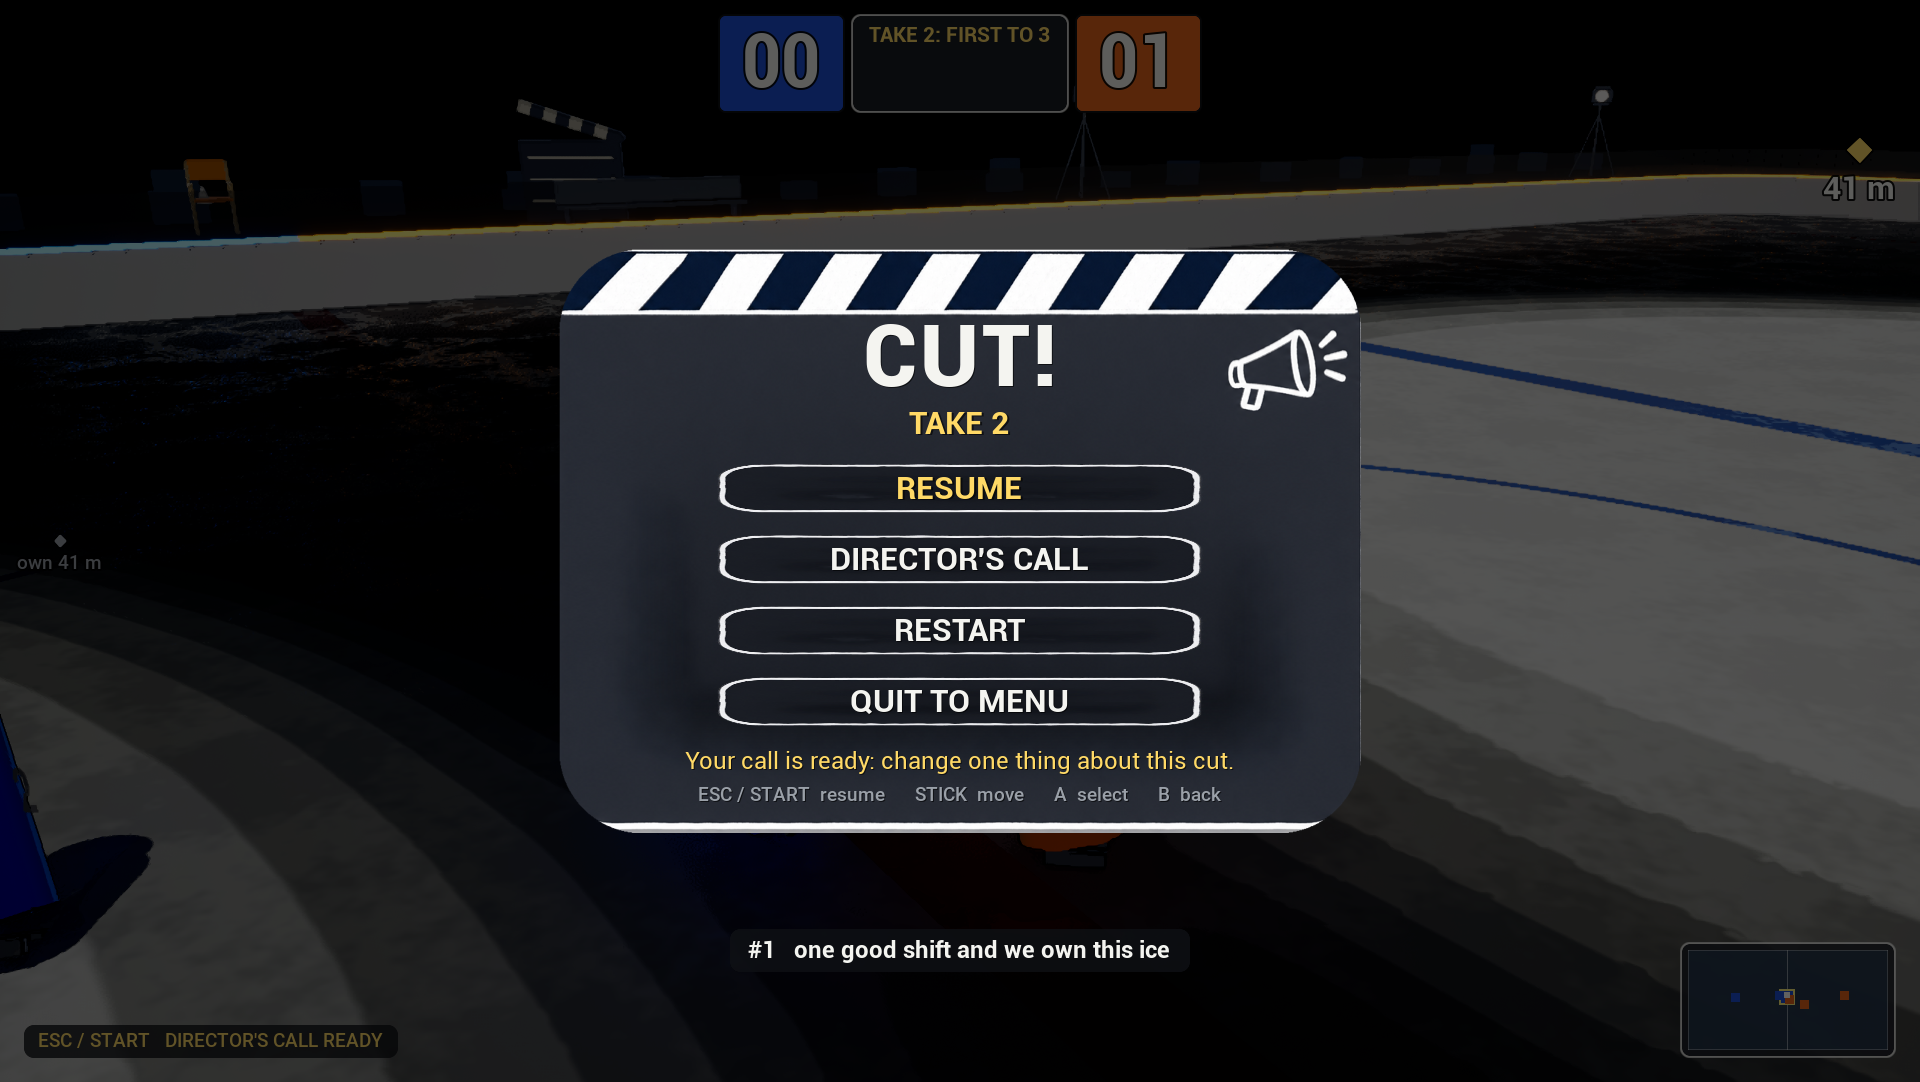 00
TAKE 2: FIRST TO 3
01
41 m
CUT!
TAKE 2
RESUME
DIRECTOR'S CALL
own 41 m
RESTART
QUIT TO MENU
Your call is ready: change one thing about this cut.
ESC / START resume STICK move A select B back
#1 one good shift and we own this ice
ESC / START DIRECTOR'S CALL READY